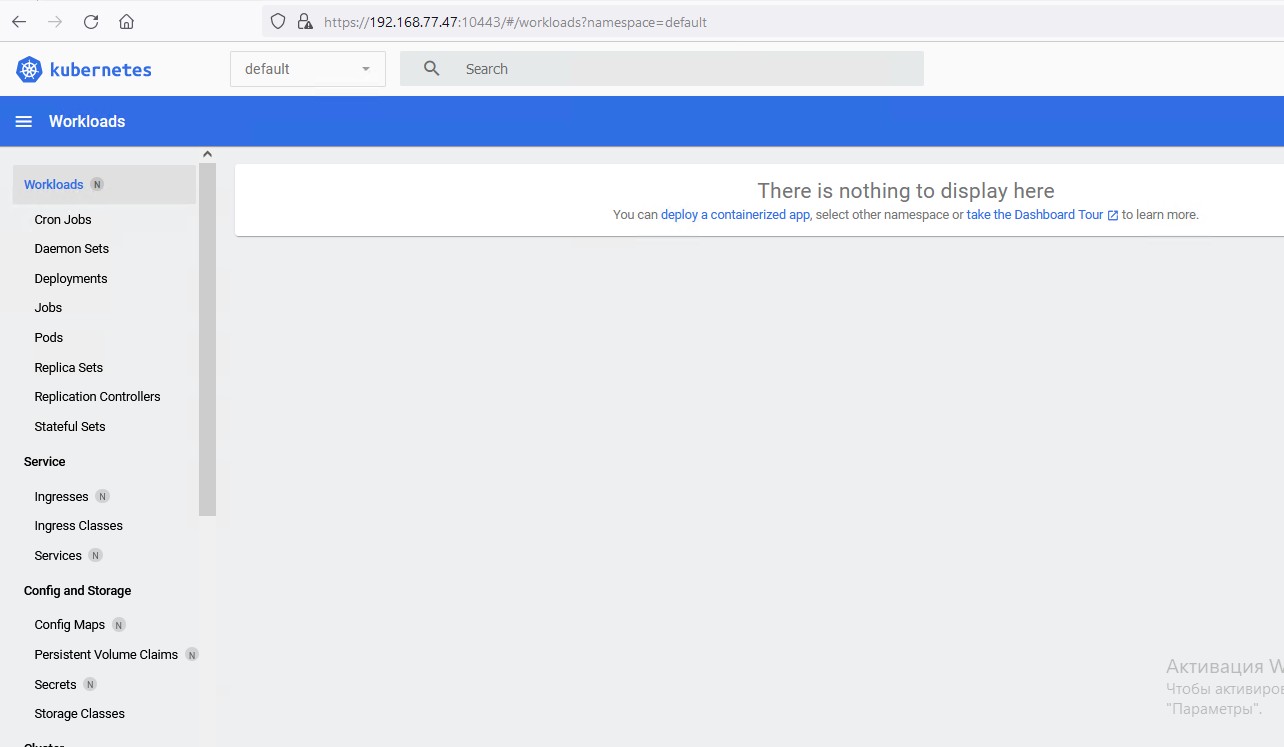 https://192.168.77.47:10443/#/workloads?namespace=default
kubernetes
default
Search
Workloads
Workloads N
Cron Jobs
Daemon Sets
Deployments
Jobs
Pods
Replica Sets
Replication Controllers
Stateful Sets
Service
Ingresses N
Ingress Classes
Services N
Config and Storage
Config Maps N
Persistent Volume Claims N
Secrets N
Storage Classes
Cluster
There is nothing to display here
You can deploy a containerized app, select other namespace or take the Dashboard Tour to learn more.
Активация W
Чтобы активиров
"Параметры".